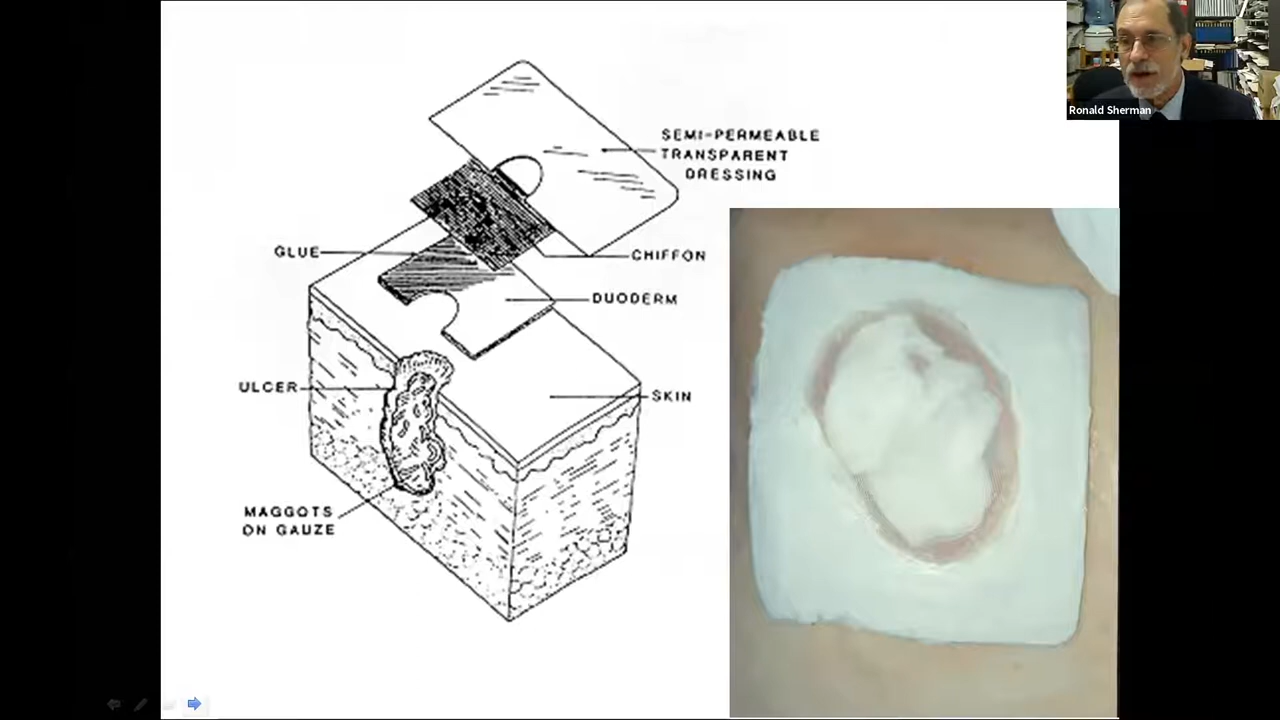 Ronald Sherman
SEMI-PERMEABLE
TRANSPARENT
DRESSING
GLUE
CHIFFON
DUODERM
ULCER
SKIN
MAGGOTS
ON GAUZE